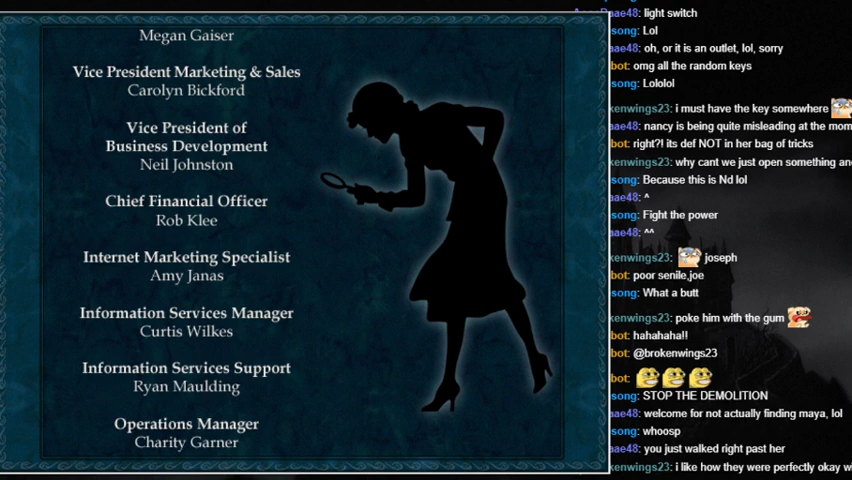 Megan Gaiser
Vice President Marketing & Sales
Carolyn Bickford
Vice President of
Business Development
Neil Johnston
Chief Financial Officer
Rob Klee
Internet Marketing Specialist
Amy Janas
Information Services Manager
Curtis Wilkes
Information Services Support
Ryan Maulding
Operations Manager
Charity Garner
ae48: light switch
song: Lol
aae48: oh, or it is an outlet, lol, sorry
bot: omg all the random keys
song: Lololol
kenwings23: i must have the key somewhere
aae48: nancy is being quite misleading at the mom
bot: right?! its def NOT in her bag of tricks
kenwings23: why cant we just open something and
song: Because this is Nd lol
aae48: ^
song: Fight the power
aae48: ^^
kenwings23: joseph
bot: poor senile,joe
song: What a butt
kenwings23: poke him with the gum
bot: hahahaha!!
bot: @brokenwings23
bot:
song: STOP THE DEMOLITION
aae48: welcome for not actually finding maya, lol
song: whoosp
aae48: you just walked right past her
kenwings23: i like how they were perfectly okay wi